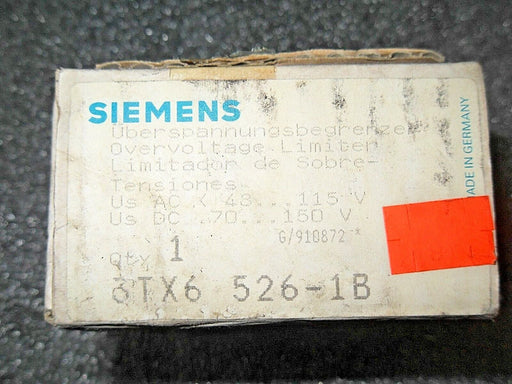 SIEMENS
Überspannungsbegrenzer
Overvoltage Limiter
Limitador de Sobre-
Tensiones
Us AC 48...115 V
Us DC 70...150 V
G/910872 *
Qty 1
3TX6 526-1B
MADE IN GERMANY